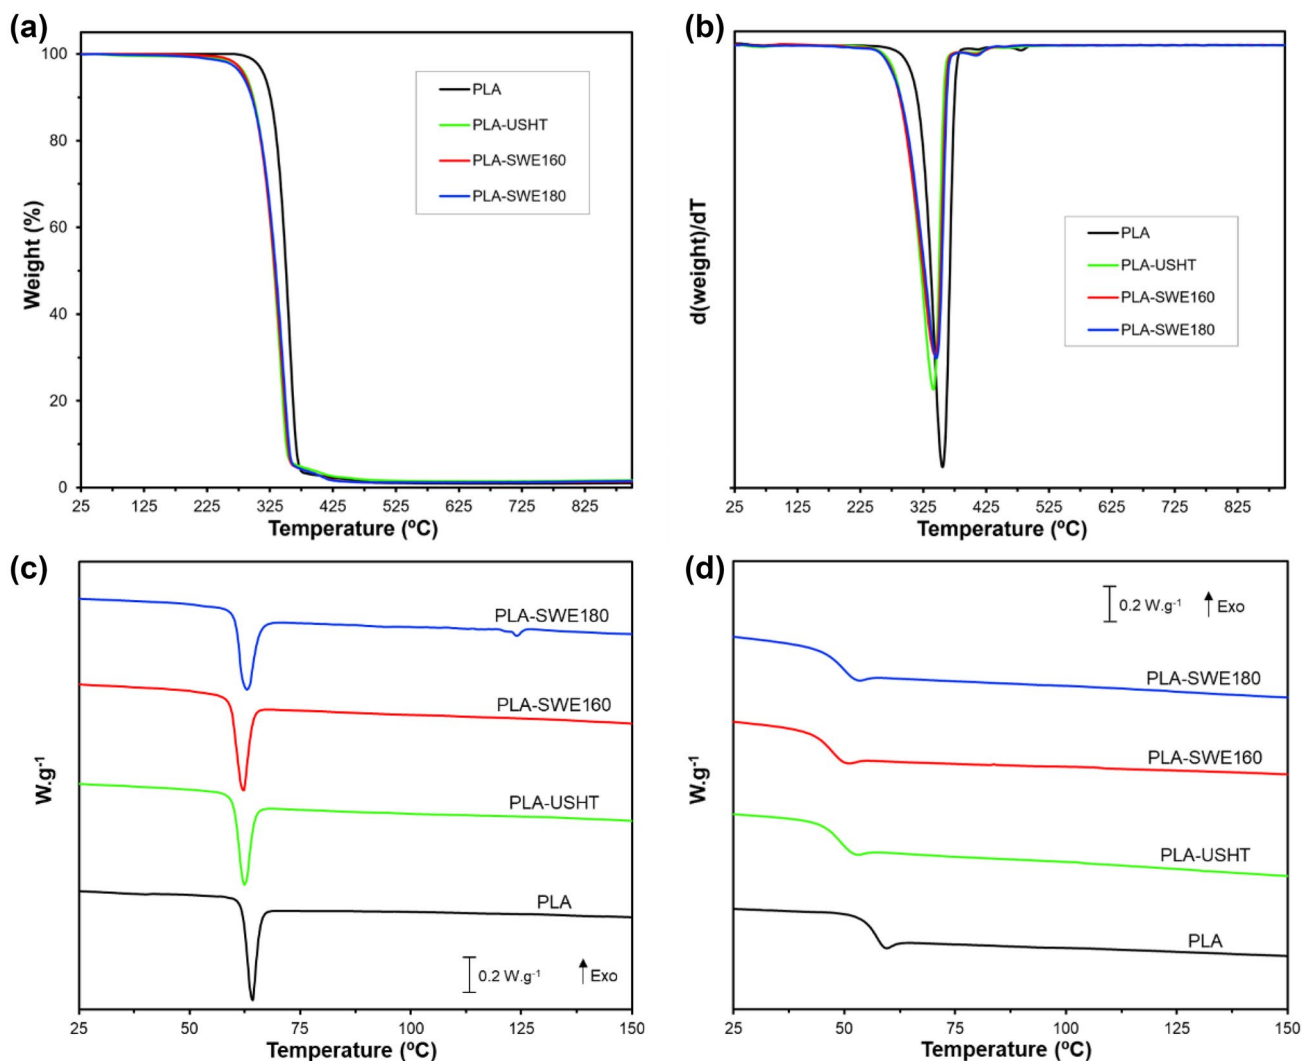 (a)
100
80
60
40
20
0
Weight (%)
PLA
PLA-USHT
PLA-SWE160
PLA-SWE180
25 125 225 325 425 525 625 725 825
Temperature (ºC)
(b)
d(weight)/dT
PLA
PLA-USHT
PLA-SWE160
PLA-SWE180
25 125 225 325 425 525 625 725 825
Temperature (ºC)
(c)
W.g-1
PLA-SWE180
PLA-SWE160
PLA-USHT
PLA
0.2 W.g-1 Exo
25 50 75 100 125 150
Temperature (ºC)
(d)
0.2 W.g-1 Exo
W.g-1
PLA-SWE180
PLA-SWE160
PLA-USHT
PLA
25 50 75 100 125 150
Temperature (ºC)